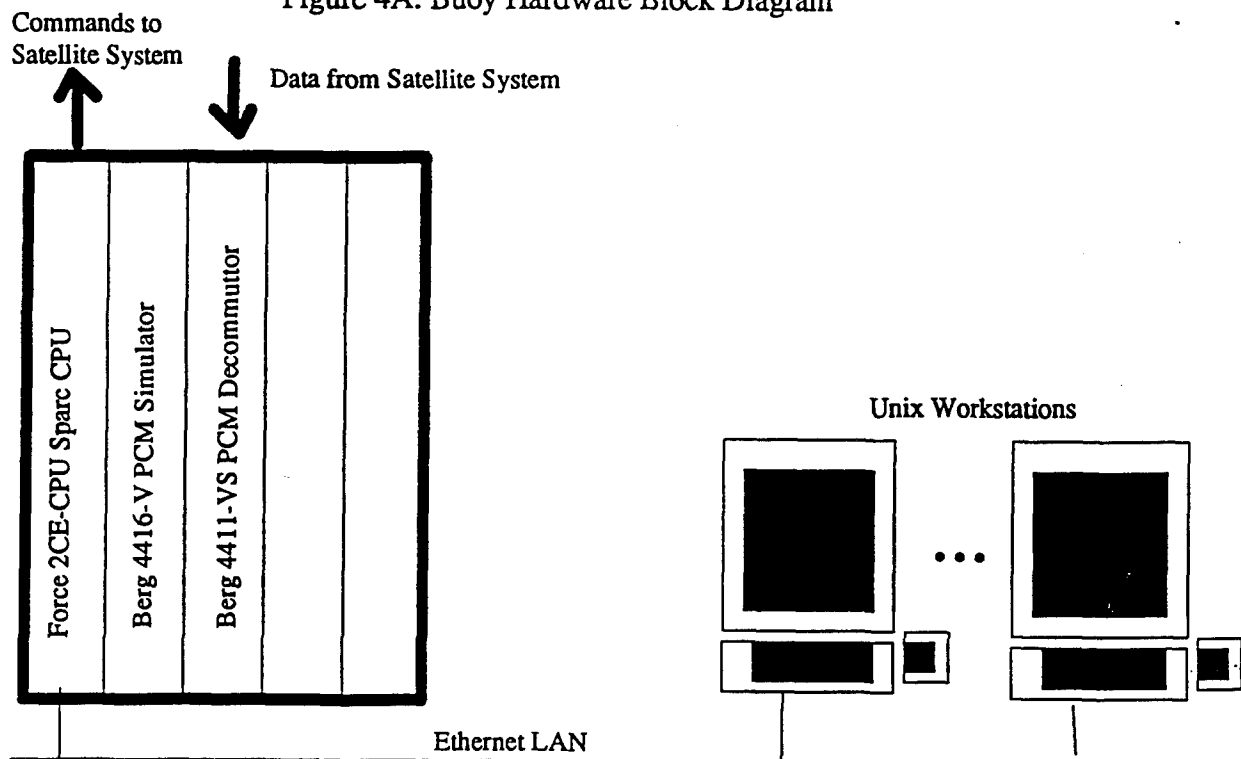 Figure 4A: Buoy Hardware Block Diagram
Commands to
Satellite System
Data from Satellite System
Force 2CE-CPU Sparc CPU
Berg 4416-V PCM Simulator
Berg 4411-VS PCM Decommuttor
Unix Workstations
Ethernet LAN